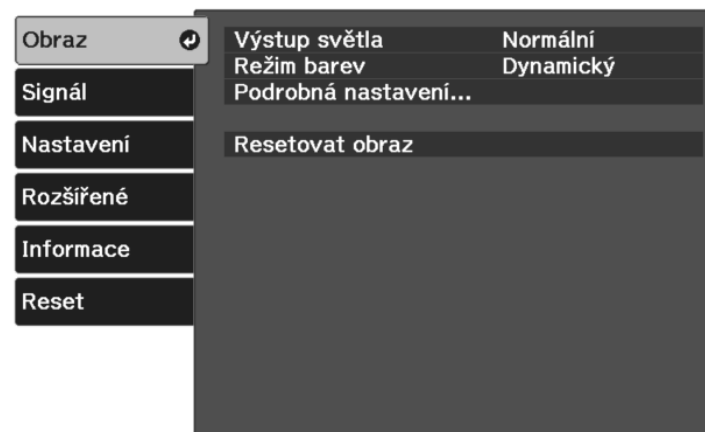 Obraz
Signál
Nastavení
Rozšířené
Informace
Reset
Výstup světla Normální
Režim barev Dynamický
Podrobná nastavení...
Resetovat obraz